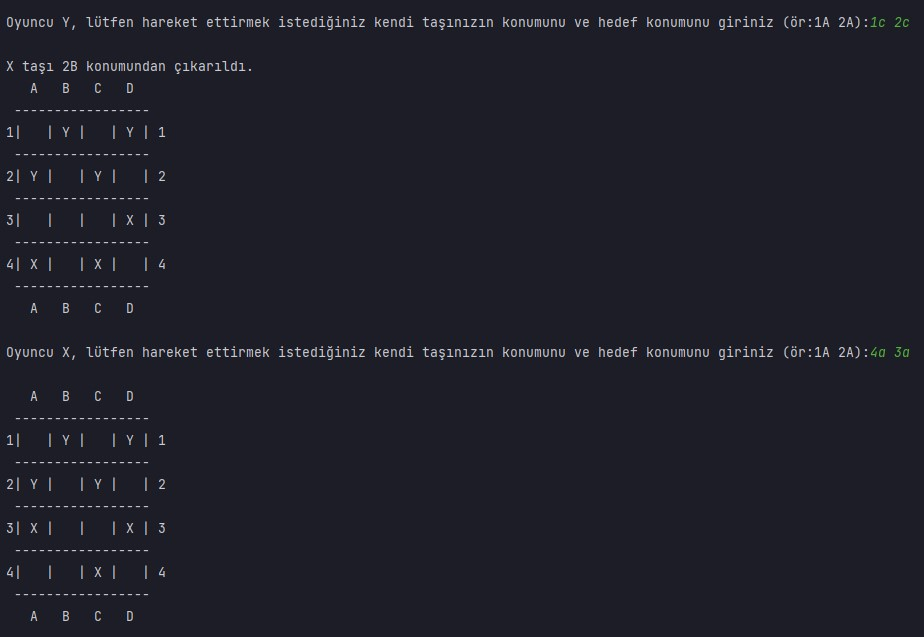 Oyuncu Y, lütfen hareket ettirmek istediğiniz kendi taşınızın konumunu ve hedef konumunu giriniz (ör:1A 2A):1c 2c
X taşı 2B konumundan çıkarıldı.
   A   B   C   D
 -----------------
1|   | Y |   | Y | 1
 -----------------
2| Y |   | Y |   | 2
 -----------------
3|   |   |   | X | 3
 -----------------
4| X |   | X |   | 4
 -----------------
   A   B   C   D
Oyuncu X, lütfen hareket ettirmek istediğiniz kendi taşınızın konumunu ve hedef konumunu giriniz (ör:1A 2A):4a 3a
   A   B   C   D
 -----------------
1|   | Y |   | Y | 1
 -----------------
2| Y |   | Y |   | 2
 -----------------
3| X |   |   | X | 3
 -----------------
4|   |   | X |   | 4
 -----------------
   A   B   C   D